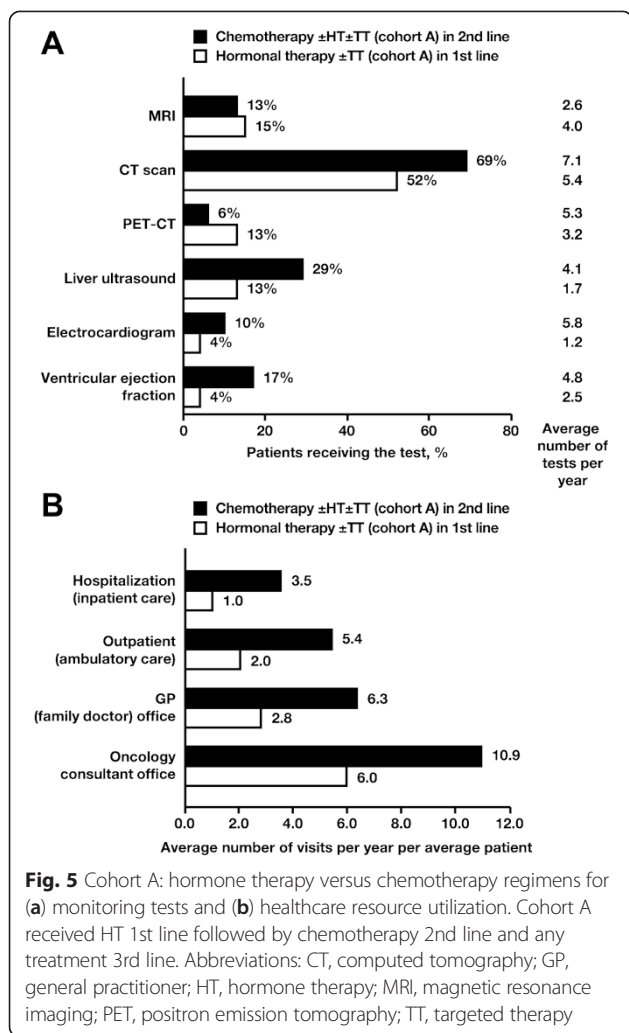 A
Chemotherapy ±HT±TT (cohort A) in 2nd line
Hormonal therapy ±TT (cohort A) in 1st line
MRI 13% 2.6
15% 4.0
CT scan 69% 7.1
52% 5.4
PET-CT 6% 5.3
13% 3.2
Liver ultrasound 29% 4.1
13% 1.7
Electrocardiogram 10% 5.8
4% 1.2
Ventricular ejection fraction 17% 4.8
4% 2.5
0 20 40 60 80
Patients receiving the test, %
Average
number of
tests per
year
B
Chemotherapy ±HT±TT (cohort A) in 2nd line
Hormonal therapy ±TT (cohort A) in 1st line
Hospitalization
(inpatient care)
3.5
1.0
Outpatient
(ambulatory care)
5.4
2.0
GP
(family doctor) office
6.3
2.8
Oncology
consultant office
10.9
6.0
0.0 2.0 4.0 6.0 8.0 10.0 12.0
Average number of visits per year per average patient
Fig. 5 Cohort A: hormone therapy versus chemotherapy regimens for
(a) monitoring tests and (b) healthcare resource utilization. Cohort A
received HT 1st line followed by chemotherapy 2nd line and any
treatment 3rd line. Abbreviations: CT, computed tomography; GP,
general practitioner; HT, hormone therapy; MRI, magnetic resonance
imaging; PET, positron emission tomography; TT, targeted therapy